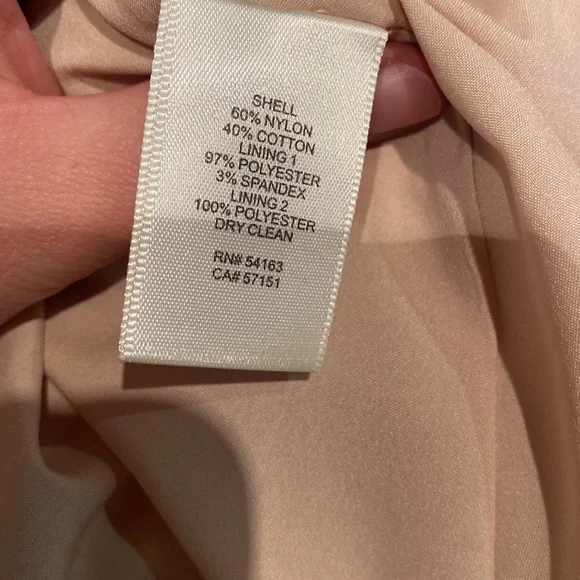 SHELL
60% NYLON
40% COTTON
LINING 1
97% POLYESTER
3% SPANDEX
LINING 2
100% POLYESTER
DRY CLEAN
RN# 54163
CA# 57151